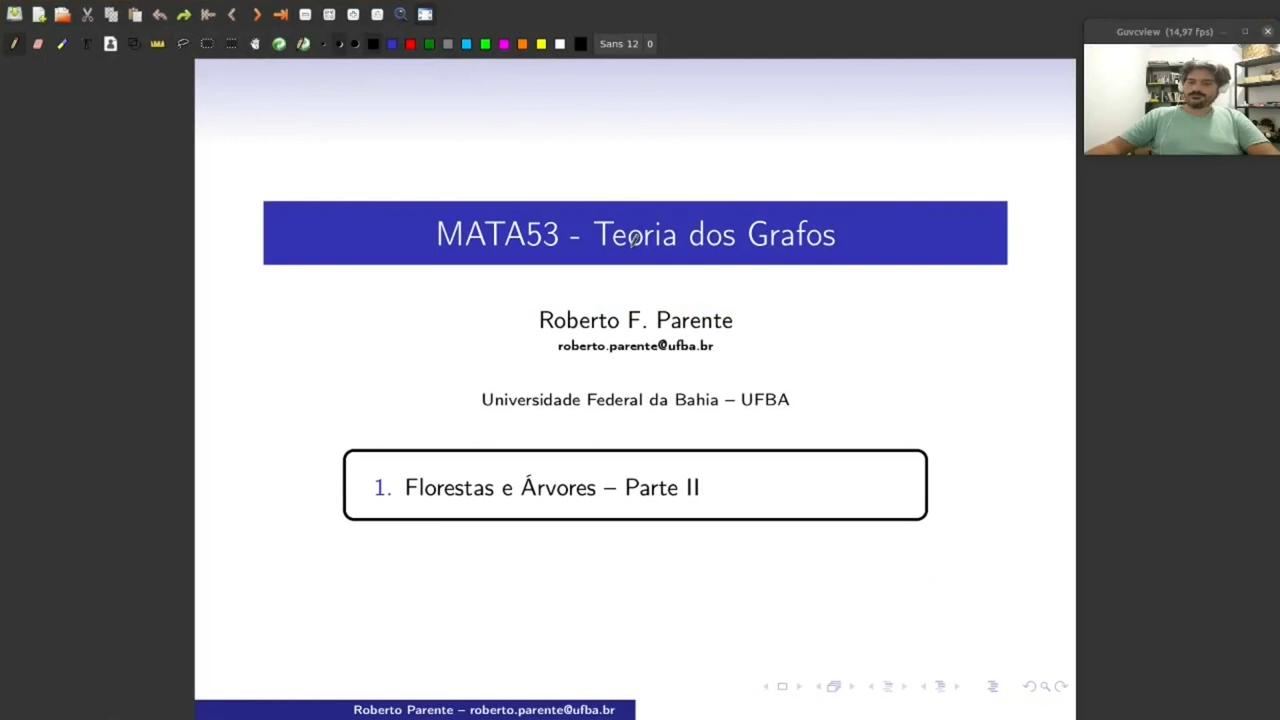 Sans 12 0
Guvcview (14,97 fps)
MATA53 - Teoria dos Grafos
Roberto F. Parente
roberto.parente@ufba.br
Universidade Federal da Bahia – UFBA
1. Florestas e Árvores – Parte II
Roberto Parente – roberto.parente@ufba.br